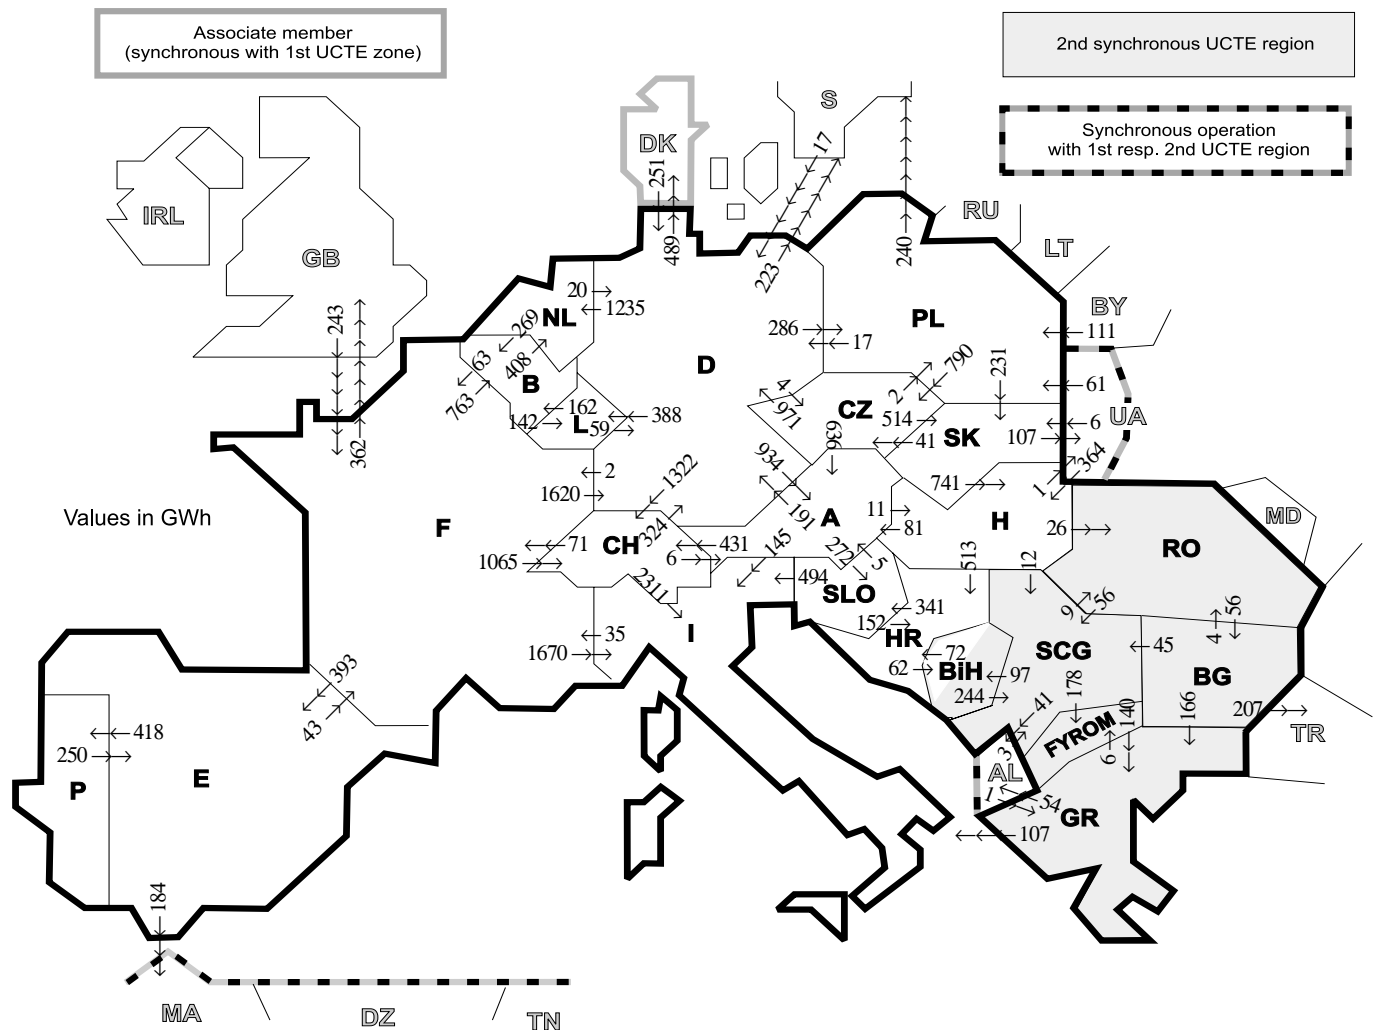 Associate member
(synchronous with 1st UCTE zone)
2nd synchronous UCTE region
Synchronous operation
with 1st resp. 2nd UCTE region
S
DK
17
251
IRL
GB
RU
LT
BY
UA
MD
TR
489
223
240
243
362
20
1235
NL
269
408
63
763
B
162
142
L
59
388
D
286
17
PL
111
61
6
107
364
1
790
2
231
4
971
CZ
514
41
SK
636
741
934
191
2
1620
1322
324
Values in GWh
F
71
1065
CH
431
6
145
A
11
81
272
5
H
26
RO
2311
494
SLO
513
12
9
56
56
4
I
35
1670
341
152
HR
SCG
45
72
62
BiH
97
244
178
BG
393
43
41
3
FYROM
140
6
166
207
418
250
P
E
AL
1
54
GR
107
184
MA
DZ
TN